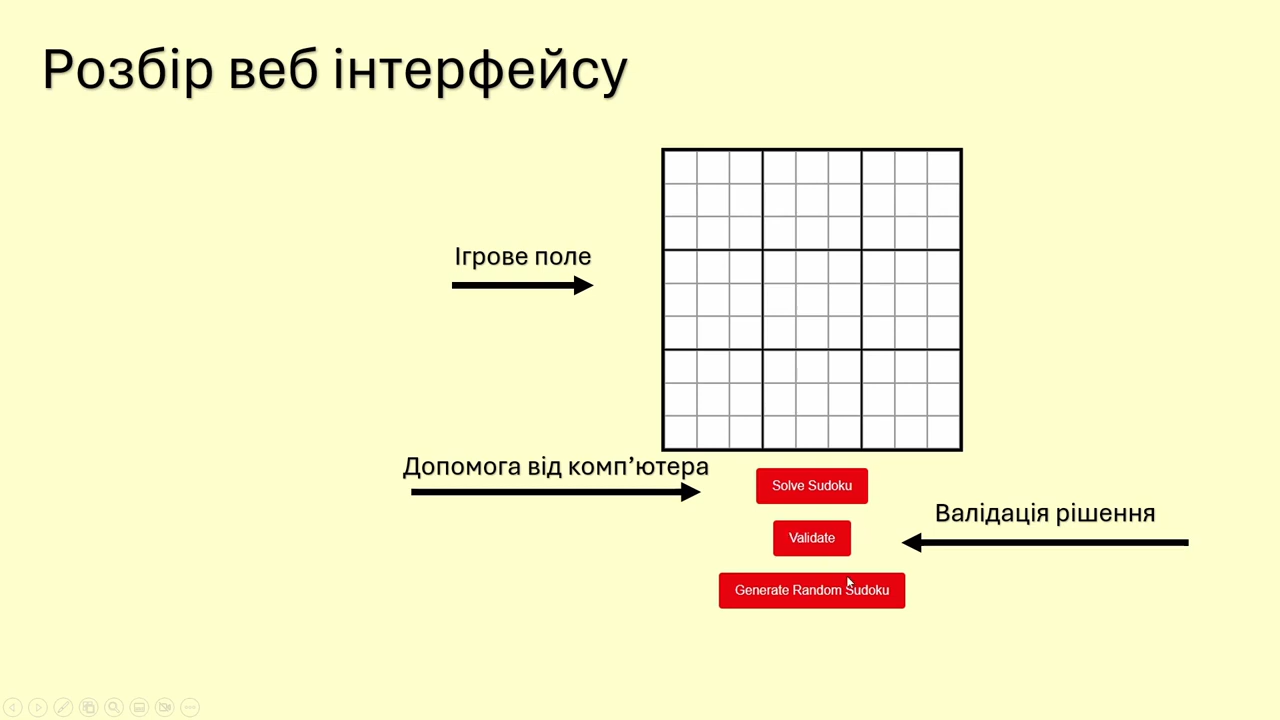 Розбір веб інтерфейсу
Ігрове поле
Допомога від комп’ютера
Solve Sudoku
Валідація рішення
Validate
Generate Random Sudoku